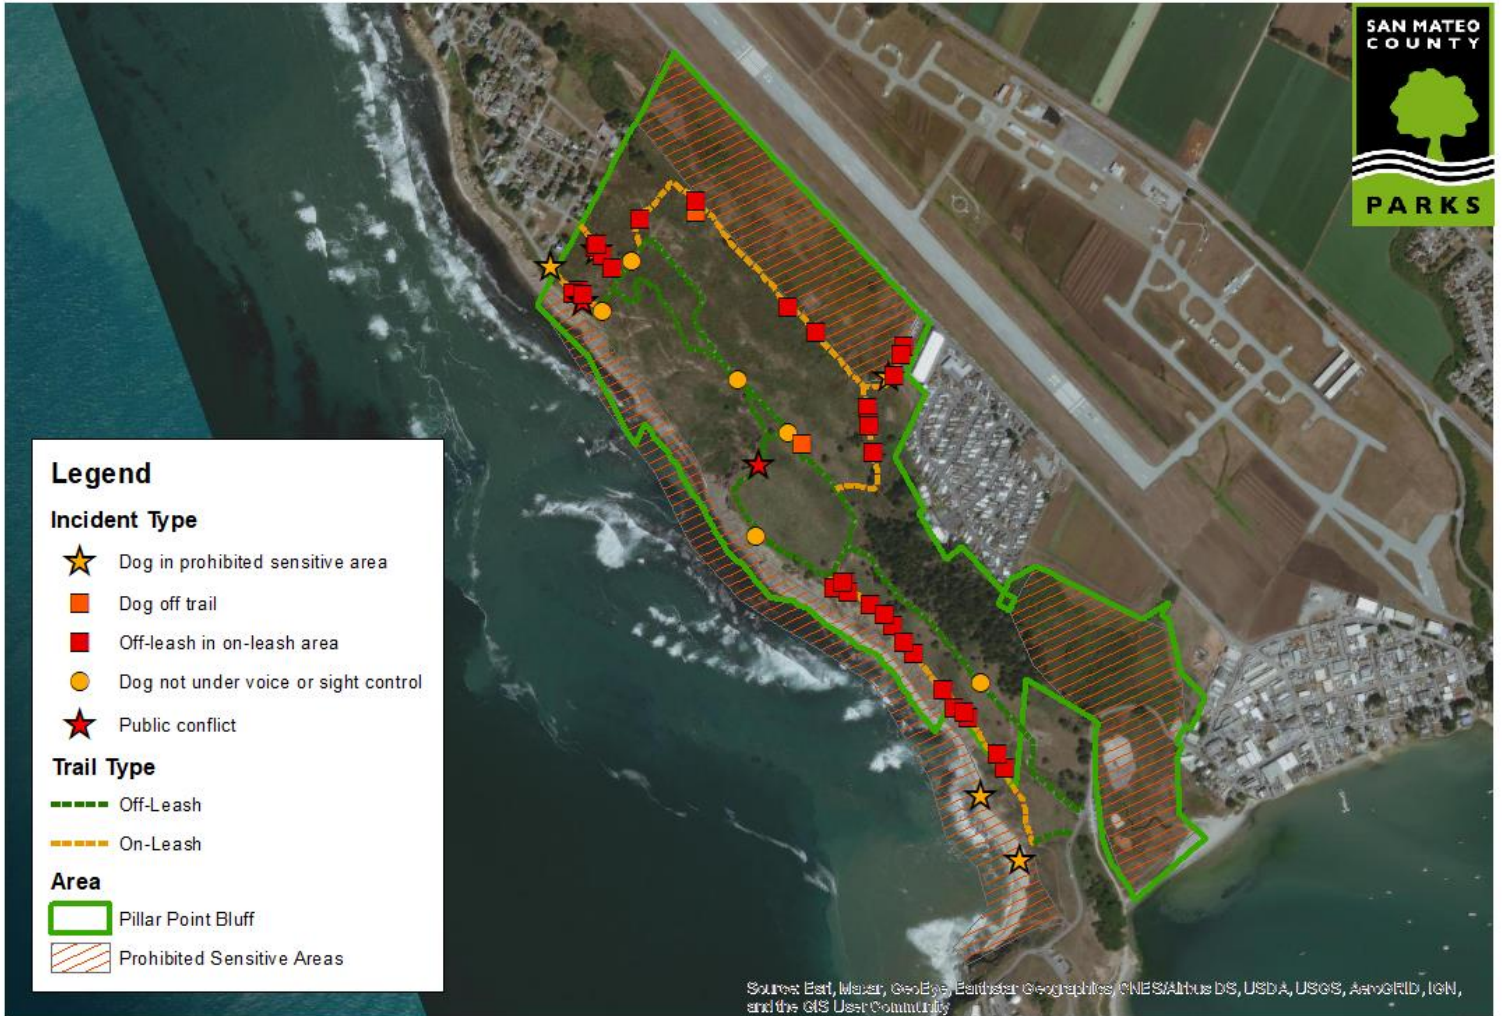 SAN MATEO
COUNTY
PARKS
Legend
Incident Type
Dog in prohibited sensitive area
Dog off trail
Off-leash in on-leash area
Dog not under voice or sight control
Public conflict
Trail Type
Off-Leash
On-Leash
Area
Pillar Point Bluff
Prohibited Sensitive Areas
Source: Esri, Maxar, GeoEye, Earthstar Geographics, CNES/Airbus DS, USDA, USGS, AeroGRID, IGN,
and the GIS User Community